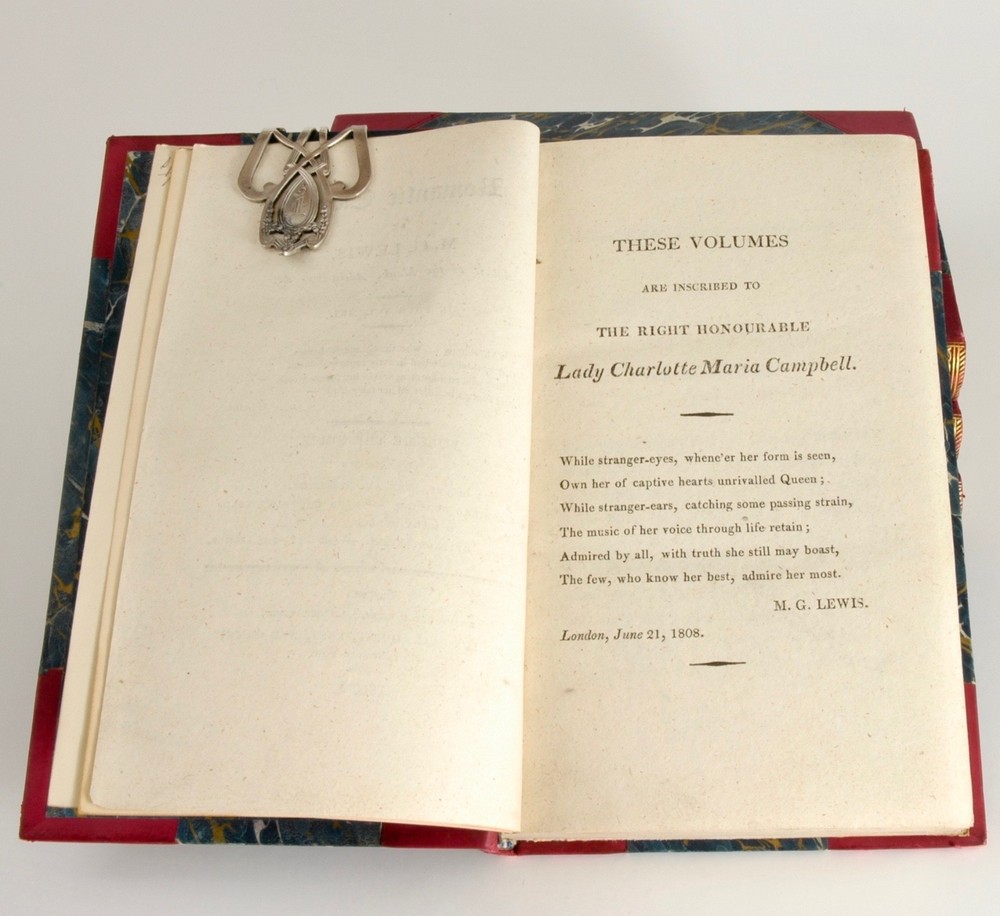 THESE VOLUMES
ARE INSCRIBED TO
THE RIGHT HONOURABLE
Lady Charlotte Maria Campbell.
While stranger-eyes, whene'er her form is seen,
Own her of captive hearts unrivalled Queen;
While stranger-ears, catching some passing strain,
The music of her voice through life retain;
Admired by all, with truth she still may boast,
The few, who know her best, admire her most.
M. G. LEWIS.
London, June 21, 1808.